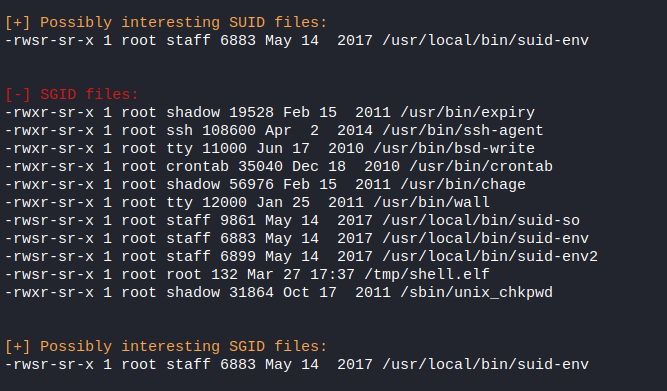 [+] Possibly interesting SUID files:
-rwsr-sr-x 1 root staff 6883 May 14  2017 /usr/local/bin/suid-env
[-] SGID files:
-rwxr-sr-x 1 root shadow 19528 Feb 15  2011 /usr/bin/expiry
-rwxr-sr-x 1 root ssh 108600 Apr  2  2014 /usr/bin/ssh-agent
-rwxr-sr-x 1 root tty 11000 Jun 17  2010 /usr/bin/bsd-write
-rwxr-sr-x 1 root crontab 35040 Dec 18  2010 /usr/bin/crontab
-rwxr-sr-x 1 root shadow 56976 Feb 15  2011 /usr/bin/chage
-rwxr-sr-x 1 root tty 12000 Jan 25  2011 /usr/bin/wall
-rwsr-sr-x 1 root staff 9861 May 14  2017 /usr/local/bin/suid-so
-rwsr-sr-x 1 root staff 6883 May 14  2017 /usr/local/bin/suid-env
-rwsr-sr-x 1 root staff 6899 May 14  2017 /usr/local/bin/suid-env2
-rwsr-sr-x 1 root root 132 Mar 27 17:37 /tmp/shell.elf
-rwxr-sr-x 1 root shadow 31864 Oct 17  2011 /sbin/unix_chkpwd
[+] Possibly interesting SGID files:
-rwsr-sr-x 1 root staff 6883 May 14  2017 /usr/local/bin/suid-env